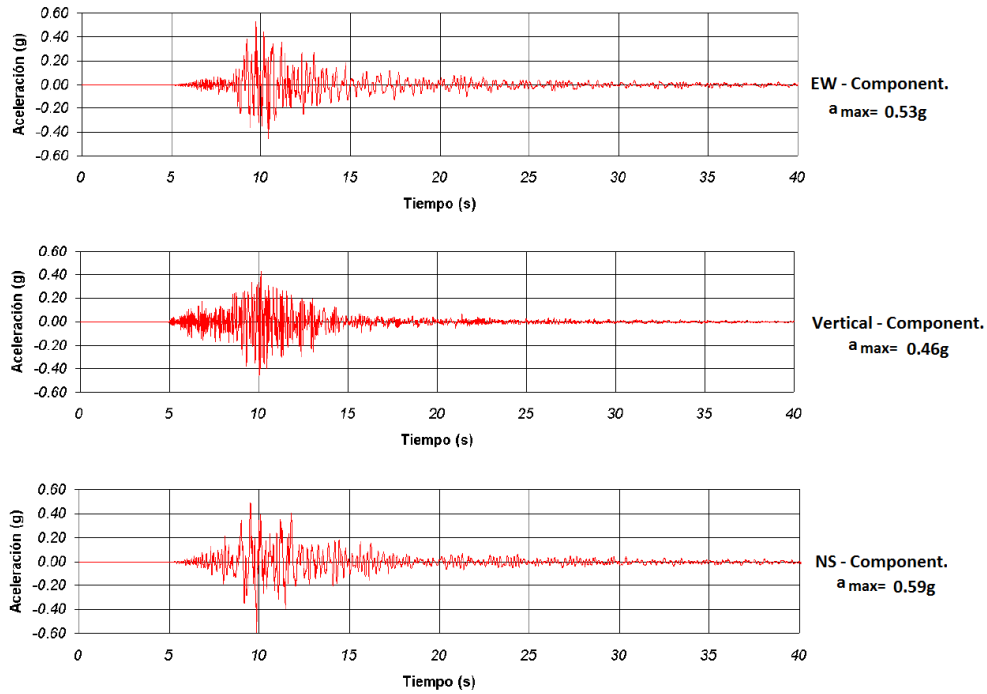 Aceleración (g)
0.60
0.40
0.20
0.00
-0.20
-0.40
-0.60
0 5 10 15 20 25 30 35 40
Tiempo (s)
EW - Component.
a max= 0.53g
Aceleración (g)
0.60
0.40
0.20
0.00
-0.20
-0.40
-0.60
0 5 10 15 20 25 30 35 40
Tiempo (s)
Vertical - Component.
a max= 0.46g
Aceleración (g)
0.60
0.40
0.20
0.00
-0.20
-0.40
-0.60
0 5 10 15 20 25 30 35 40
Tiempo (s)
NS - Component.
a max= 0.59g